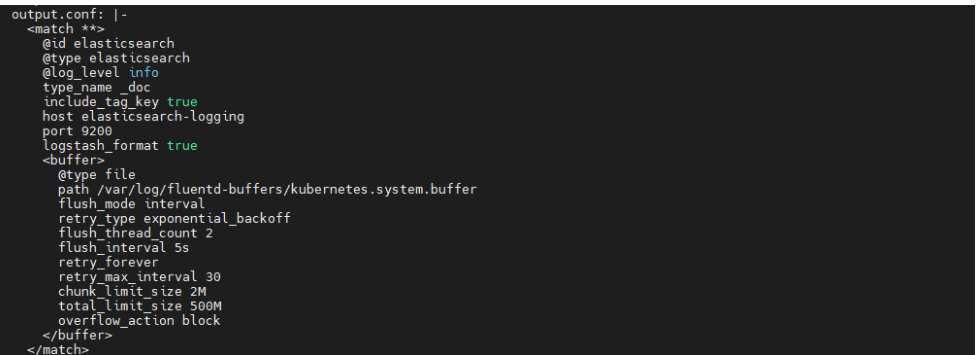 output.conf: |-
<match **>
@id elasticsearch
@type elasticsearch
@log_level info
type_name _doc
include_tag_key true
host elasticsearch-logging
port 9200
logstash_format true
<buffer>
@type file
path /var/log/fluentd-buffers/kubernetes.system.buffer
flush_mode interval
retry_type exponential_backoff
flush_thread_count 2
flush_interval 5s
retry_forever
retry_max_interval 30
chunk_limit_size 2M
total_limit_size 500M
overflow_action block
</buffer>
</match>